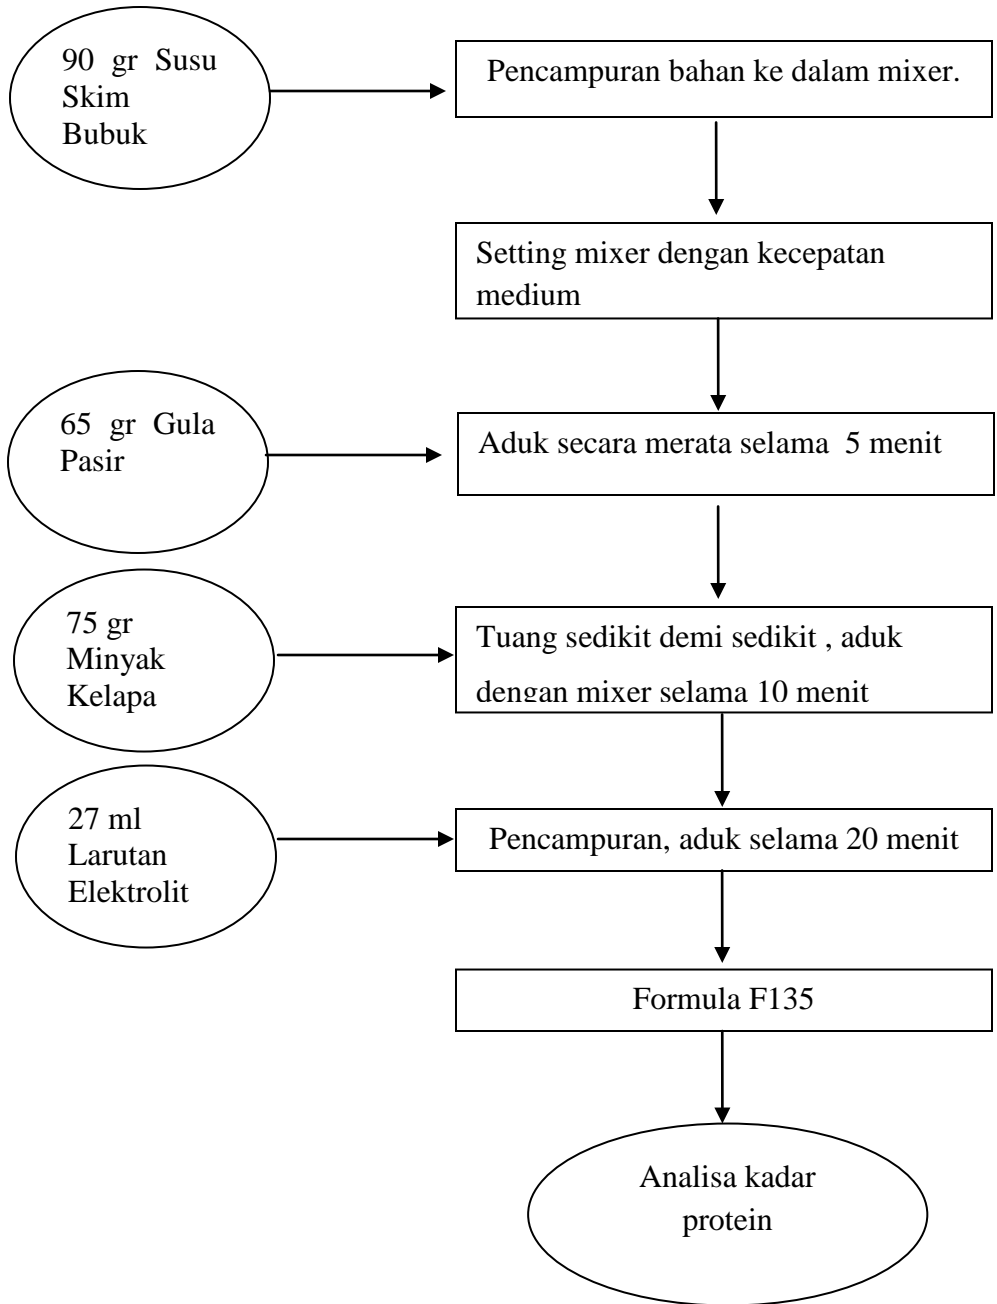 90 gr Susu
Skim
Bubuk
Pencampuran bahan ke dalam mixer.
Setting mixer dengan kecepatan
medium
65 gr Gula
Pasir
Aduk secara merata selama 5 menit
75 gr
Minyak
Kelapa
Tuang sedikit demi sedikit , aduk
dengan mixer selama 10 menit
27 ml
Larutan
Elektrolit
Pencampuran, aduk selama 20 menit
Formula F135
Analisa kadar
protein